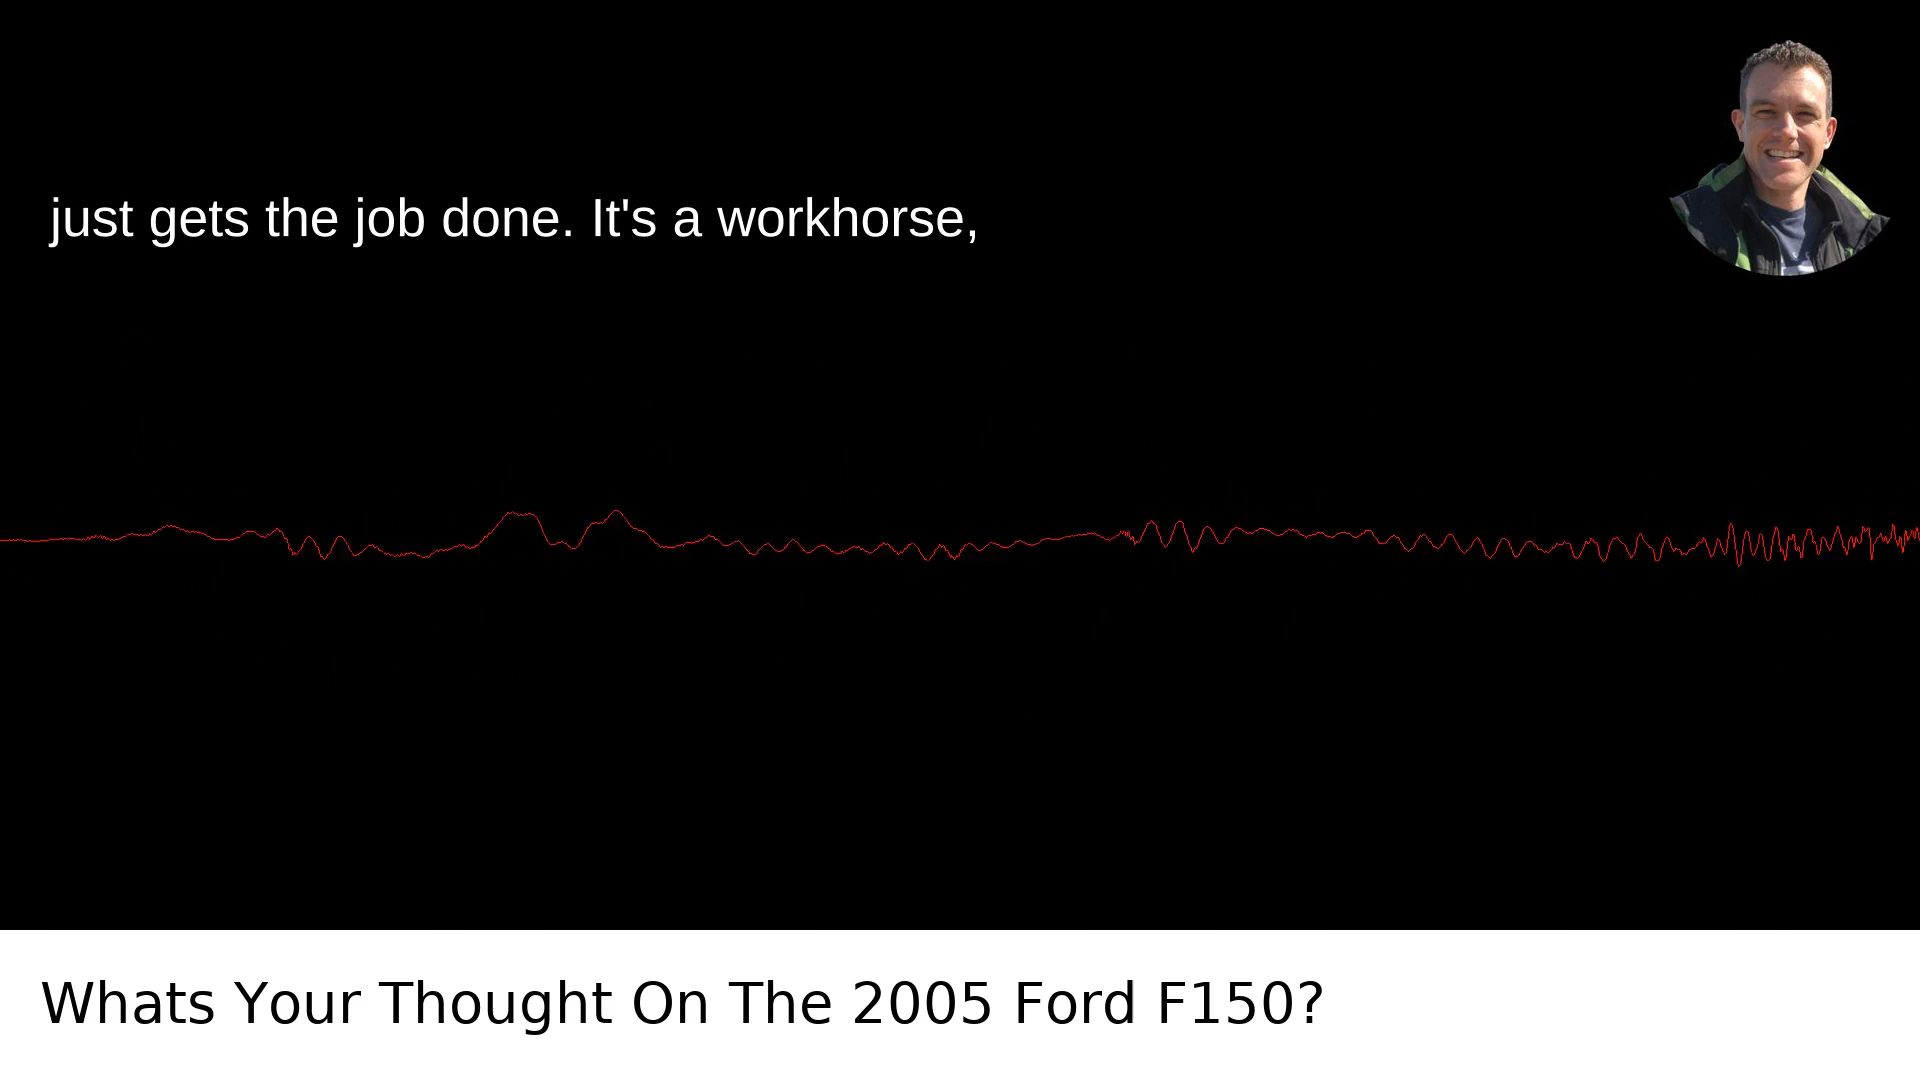 just gets the job done. It's a workhorse,
Whats Your Thought On The 2005 Ford F150?